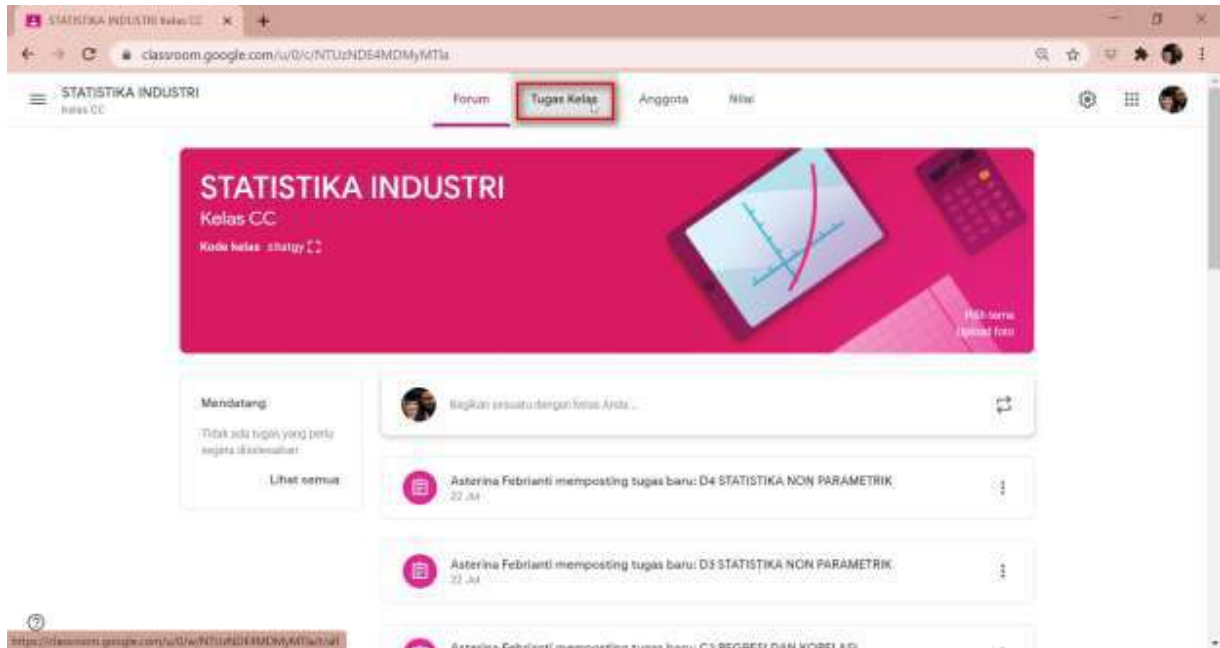 STATISTIKA INDUSTRI Kelas CC
classroom.google.com/u/0/c/NTUzNDE4MDMyMTla
STATISTIKA INDUSTRI
Kelas CC
Forum
Tugas Kelas
Anggota
Nilai
STATISTIKA INDUSTRI
Kelas CC
Kode kelas
Pilih tema
Upload foto
Mendatang
Tidak ada tugas yang perlu
segera diselesaikan
Lihat semua
Bagikan sesuatu dengan kelas Anda...
Asterina Febrianti memposting tugas baru: D4 STATISTIKA NON PARAMETRIK
22 Jul
Asterina Febrianti memposting tugas baru: D3 STATISTIKA NON PARAMETRIK
22 Jul
Asterina Febrianti memposting tugas baru: C3 REGRESI DAN KORELASI